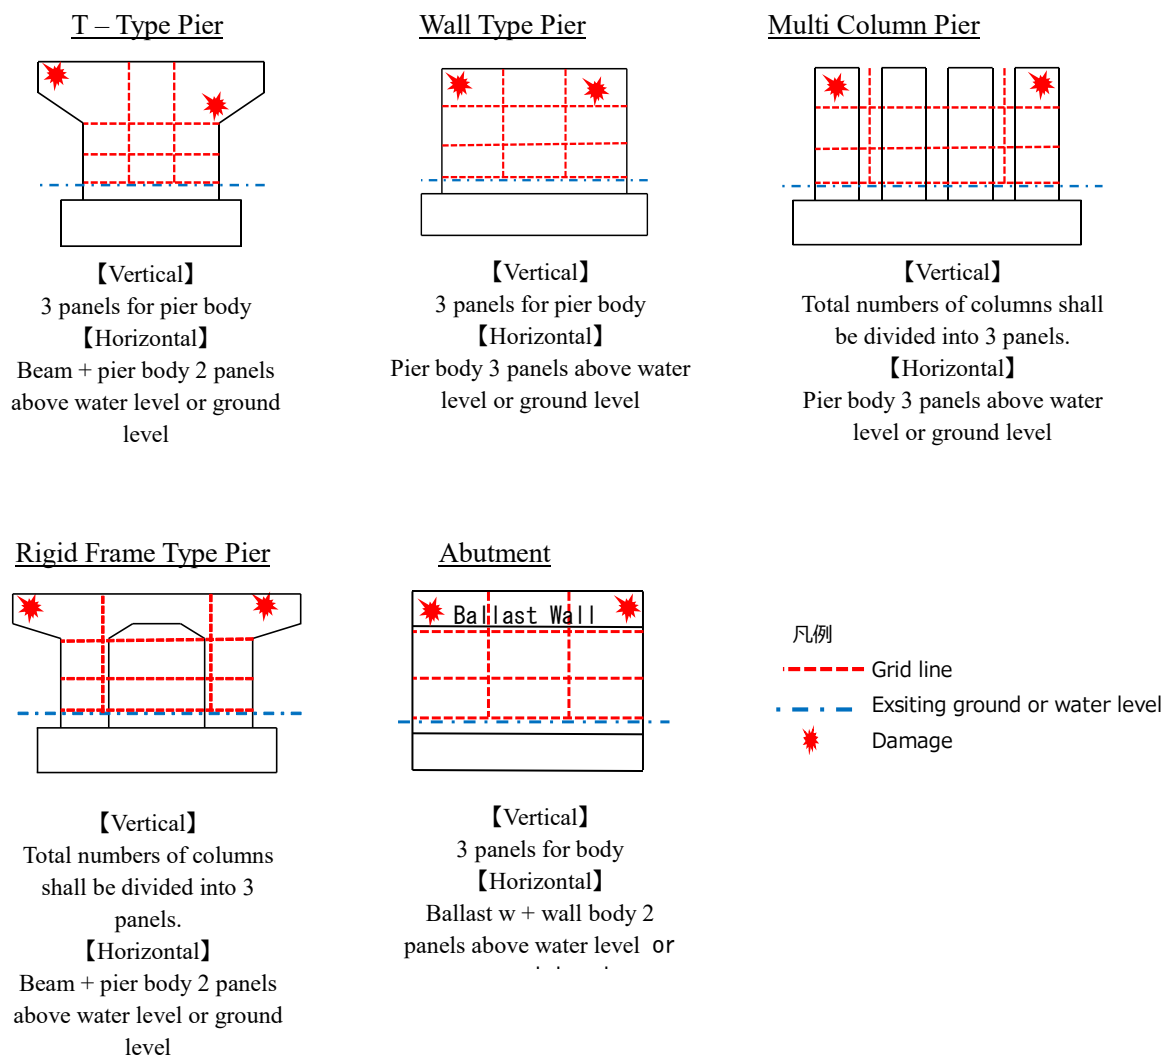 T – Type Pier
【Vertical】
3 panels for pier body
【Horizontal】
Beam + pier body 2 panels
above water level or ground
level
Wall Type Pier
【Vertical】
3 panels for pier body
【Horizontal】
Pier body 3 panels above water
level or ground level
Multi Column Pier
【Vertical】
Total numbers of columns shall
be divided into 3 panels.
【Horizontal】
Pier body 3 panels above water
level or ground level
Rigid Frame Type Pier
【Vertical】
Total numbers of columns
shall be divided into 3
panels.
【Horizontal】
Beam + pier body 2 panels
above water level or ground
level
Abutment
Ballast Wall
【Vertical】
3 panels for body
【Horizontal】
Ballast w + wall body 2
panels above water level or
凡例
Grid line
Exsiting ground or water level
Damage